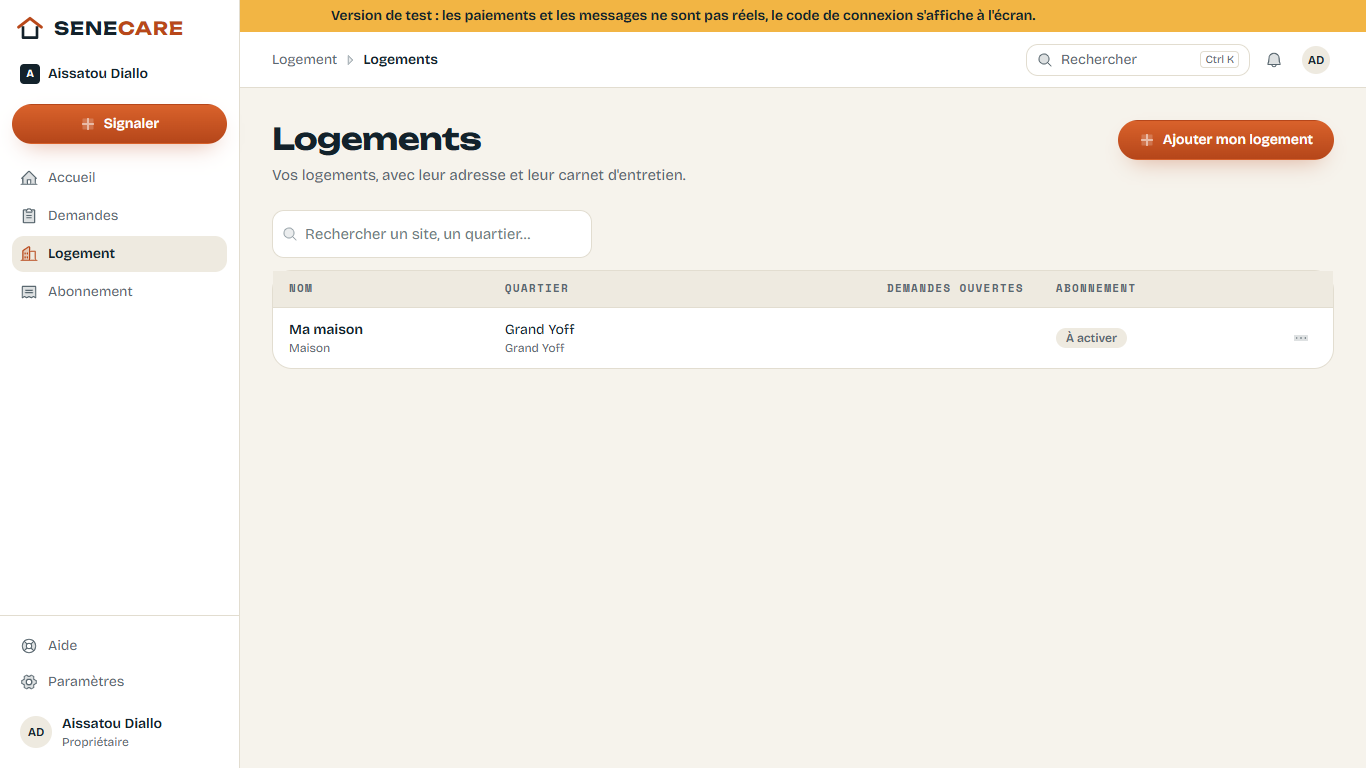 Version de test : les paiements et les messages ne sont pas réels, le code de connexion s'affiche à l'écran.
SENECARE
A Aissatou Diallo
Signaler
Accueil
Demandes
Logement
Abonnement
Aide
Paramètres
AD Aissatou Diallo
Propriétaire
Logement Logements
Rechercher Ctrl K
AD
Logements
Ajouter mon logement
Vos logements, avec leur adresse et leur carnet d'entretien.
Rechercher un site, un quartier...
NOM QUARTIER DEMANDES OUVERTES ABONNEMENT
Ma maison Grand Yoff À activer
Maison Grand Yoff